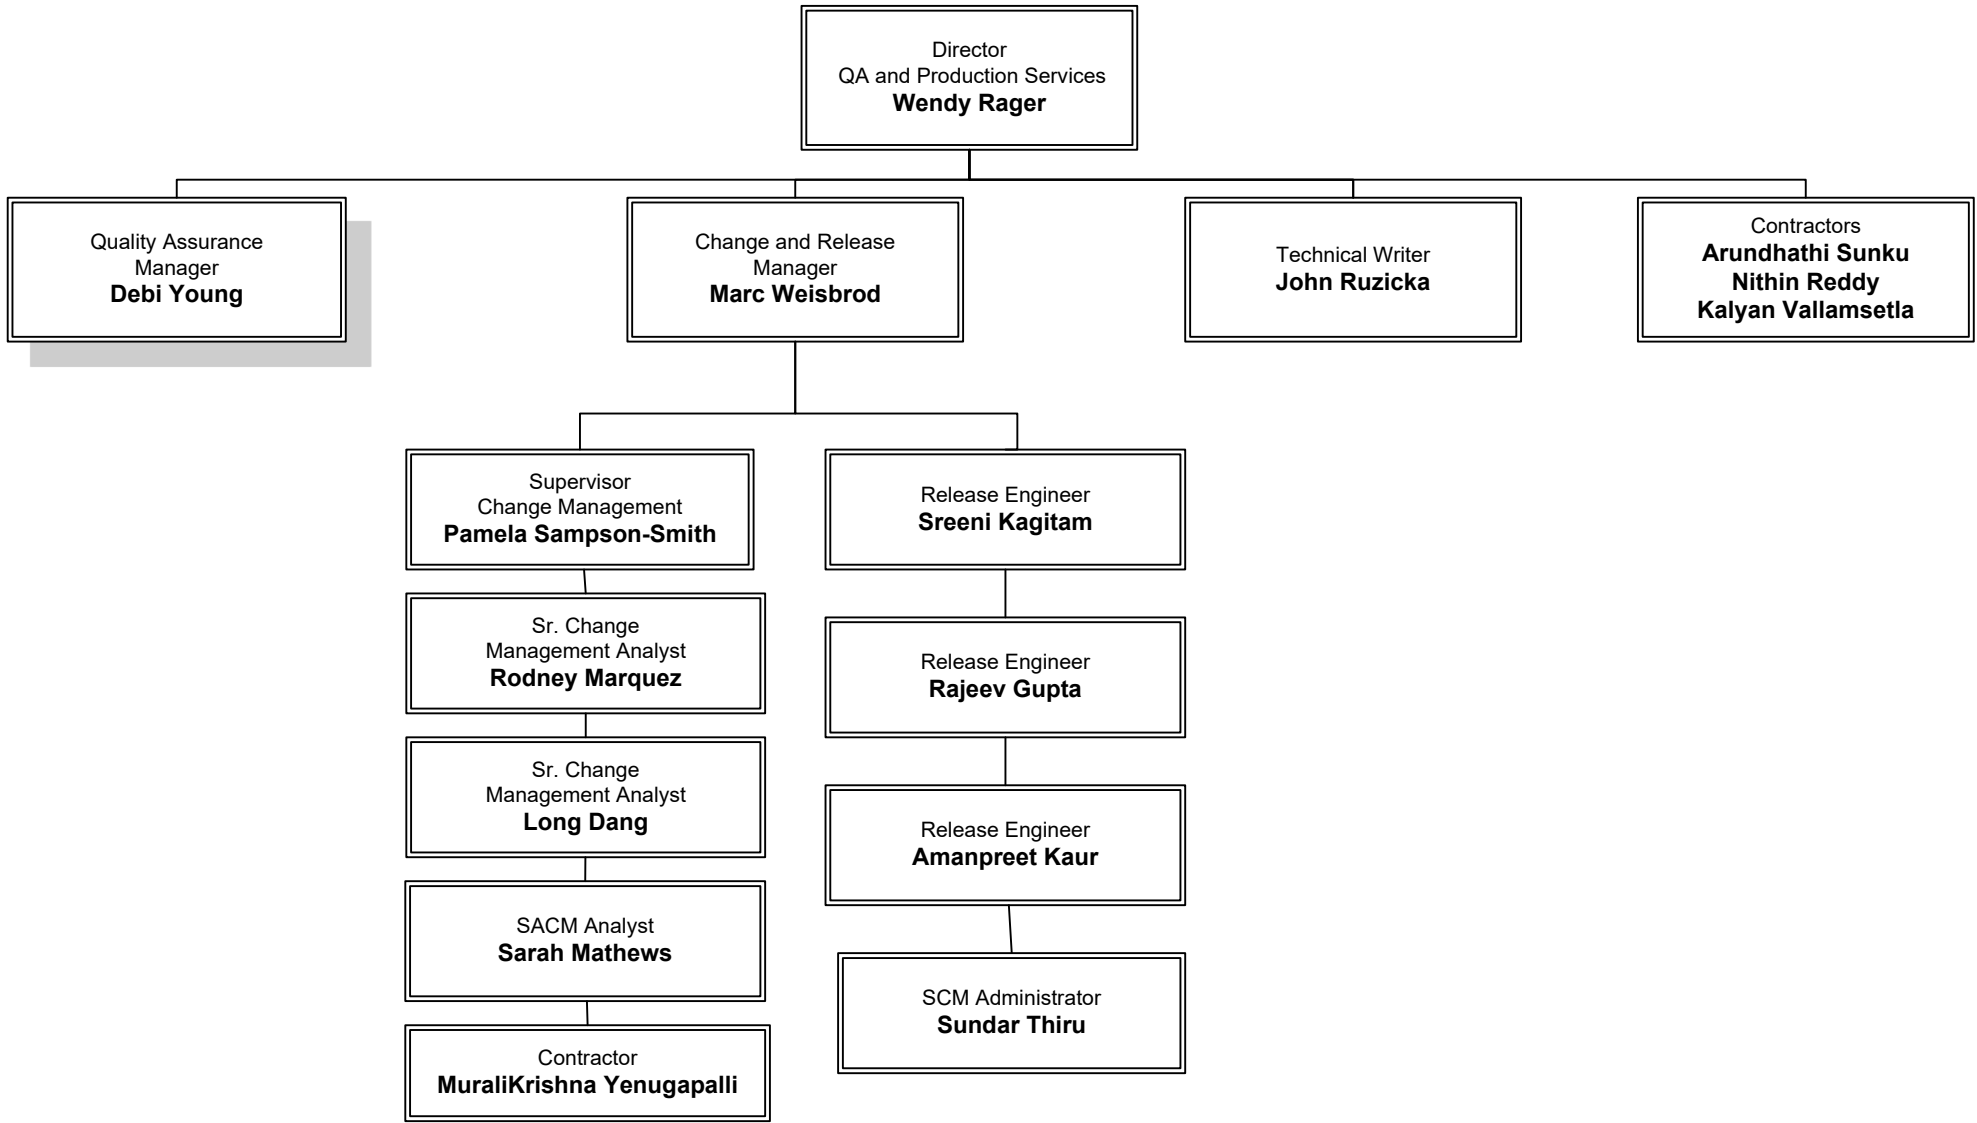 Director
QA and Production Services
Wendy Rager
Quality Assurance
Manager
Debi Young
Change and Release
Manager
Marc Weisbrod
Technical Writer
John Ruzicka
Contractors
Arundhathi Sunku
Nithin Reddy
Kalyan Vallamsetla
Supervisor
Change Management
Pamela Sampson-Smith
Sr. Change
Management Analyst
Rodney Marquez
Sr. Change
Management Analyst
Long Dang
SACM Analyst
Sarah Mathews
Contractor
MuraliKrishna Yenugapalli
Release Engineer
Sreeni Kagitam
Release Engineer
Rajeev Gupta
Release Engineer
Amanpreet Kaur
SCM Administrator
Sundar Thiru